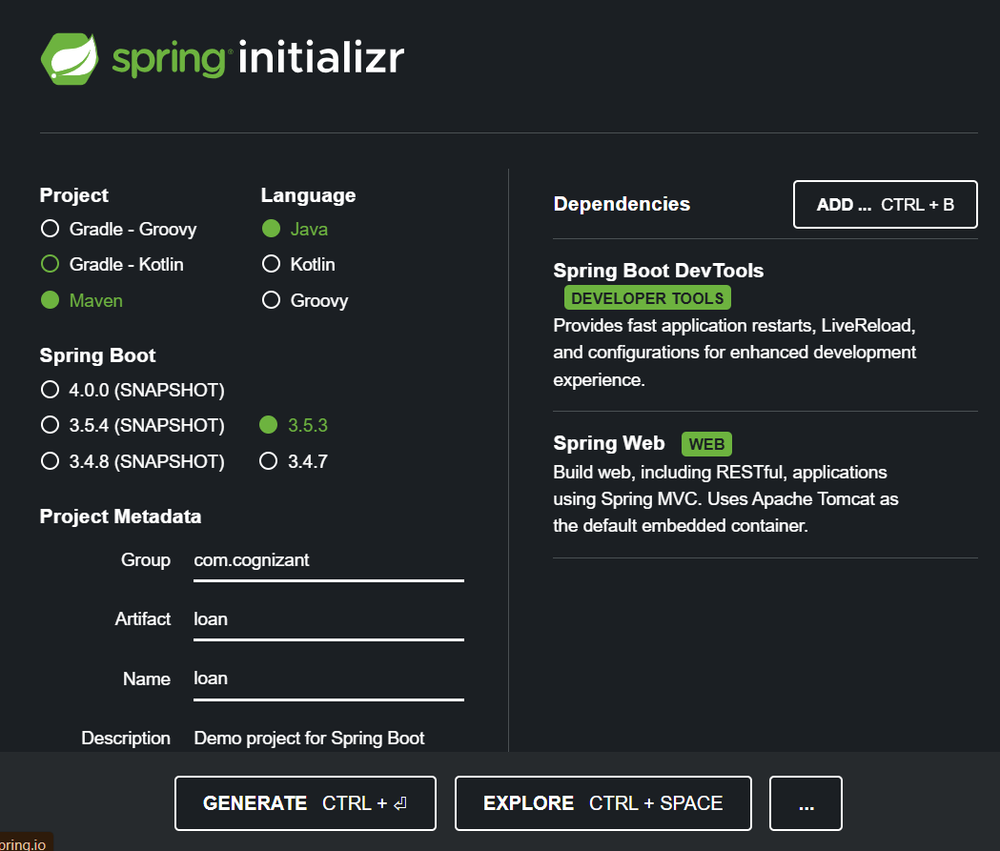 spring initializr
Project
Gradle - Groovy
Gradle - Kotlin
Maven
Language
Java
Kotlin
Groovy
Spring Boot
4.0.0 (SNAPSHOT)
3.5.4 (SNAPSHOT) 3.5.3
3.4.8 (SNAPSHOT) 3.4.7
Project Metadata
Group com.cognizant
Artifact loan
Name loan
Description Demo project for Spring Boot
Dependencies
ADD ... CTRL + B
Spring Boot DevTools
DEVELOPER TOOLS
Provides fast application restarts, LiveReload,
and configurations for enhanced development
experience.
Spring Web WEB
Build web, including RESTful, applications
using Spring MVC. Uses Apache Tomcat as
the default embedded container.
GENERATE CTRL + ⏎
EXPLORE CTRL + SPACE
...
pring.io